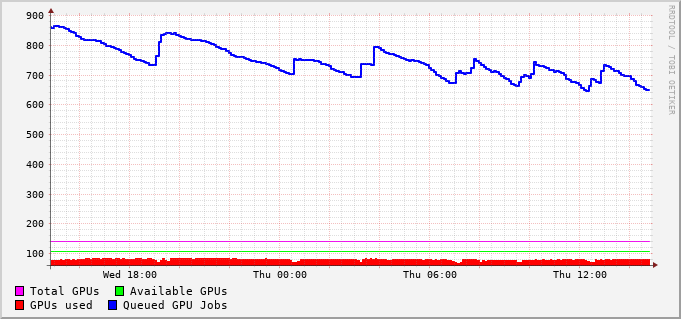 900
800
700
600
500
400
300
200
100
Wed 18:00 Thu 00:00 Thu 06:00 Thu 12:00
Total GPUs Available GPUs
GPUs used Queued GPU Jobs
RRDTOOL / TOBI OETIKER